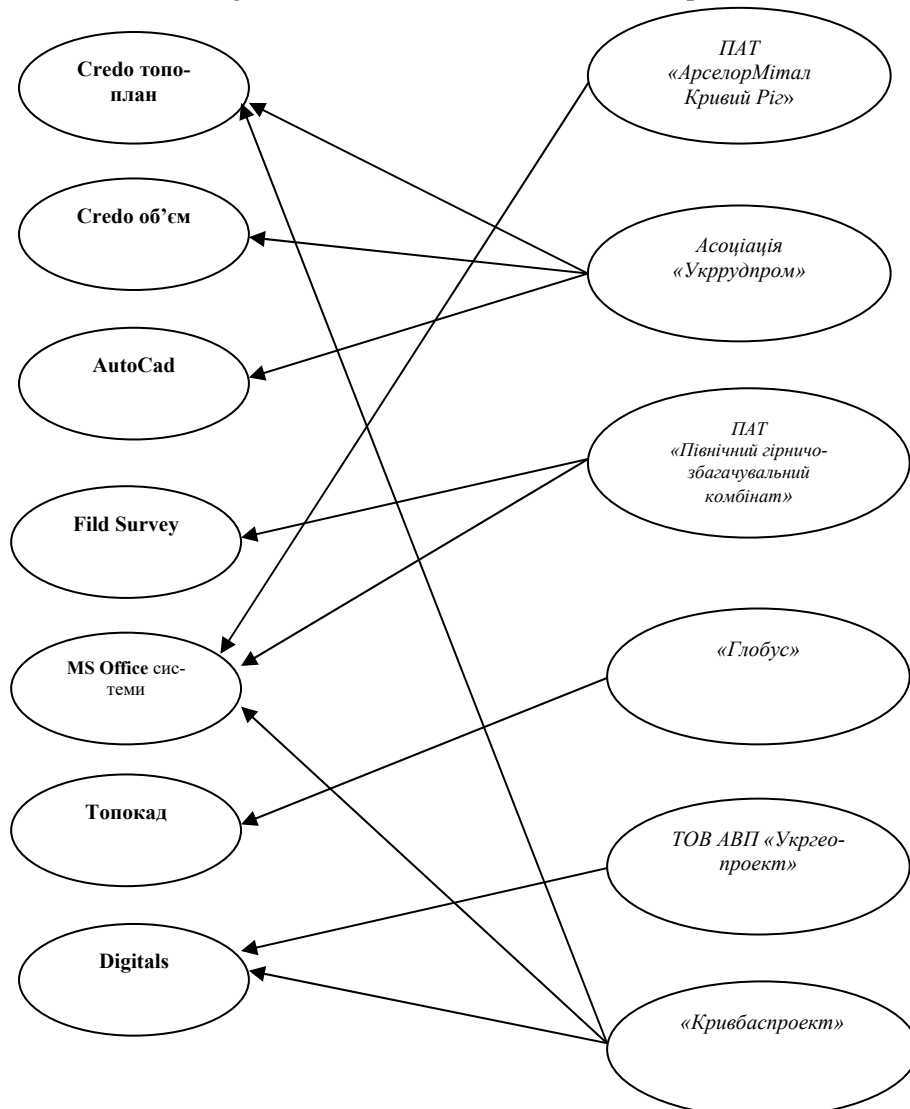 Credo топо-
план
Credo об’єм
AutoCad
Fild Survey
MS Office сис-
теми
Топокад
Digitals
ПАТ
«АрселорМітал
Кривий Ріг»
Асоціація
«Укррудпром»
ПАТ
«Північний гірничо-
збагачувальний
комбінат»
«Глобус»
ТОВ АВП «Укргео-
проект»
«Кривбаспроект»